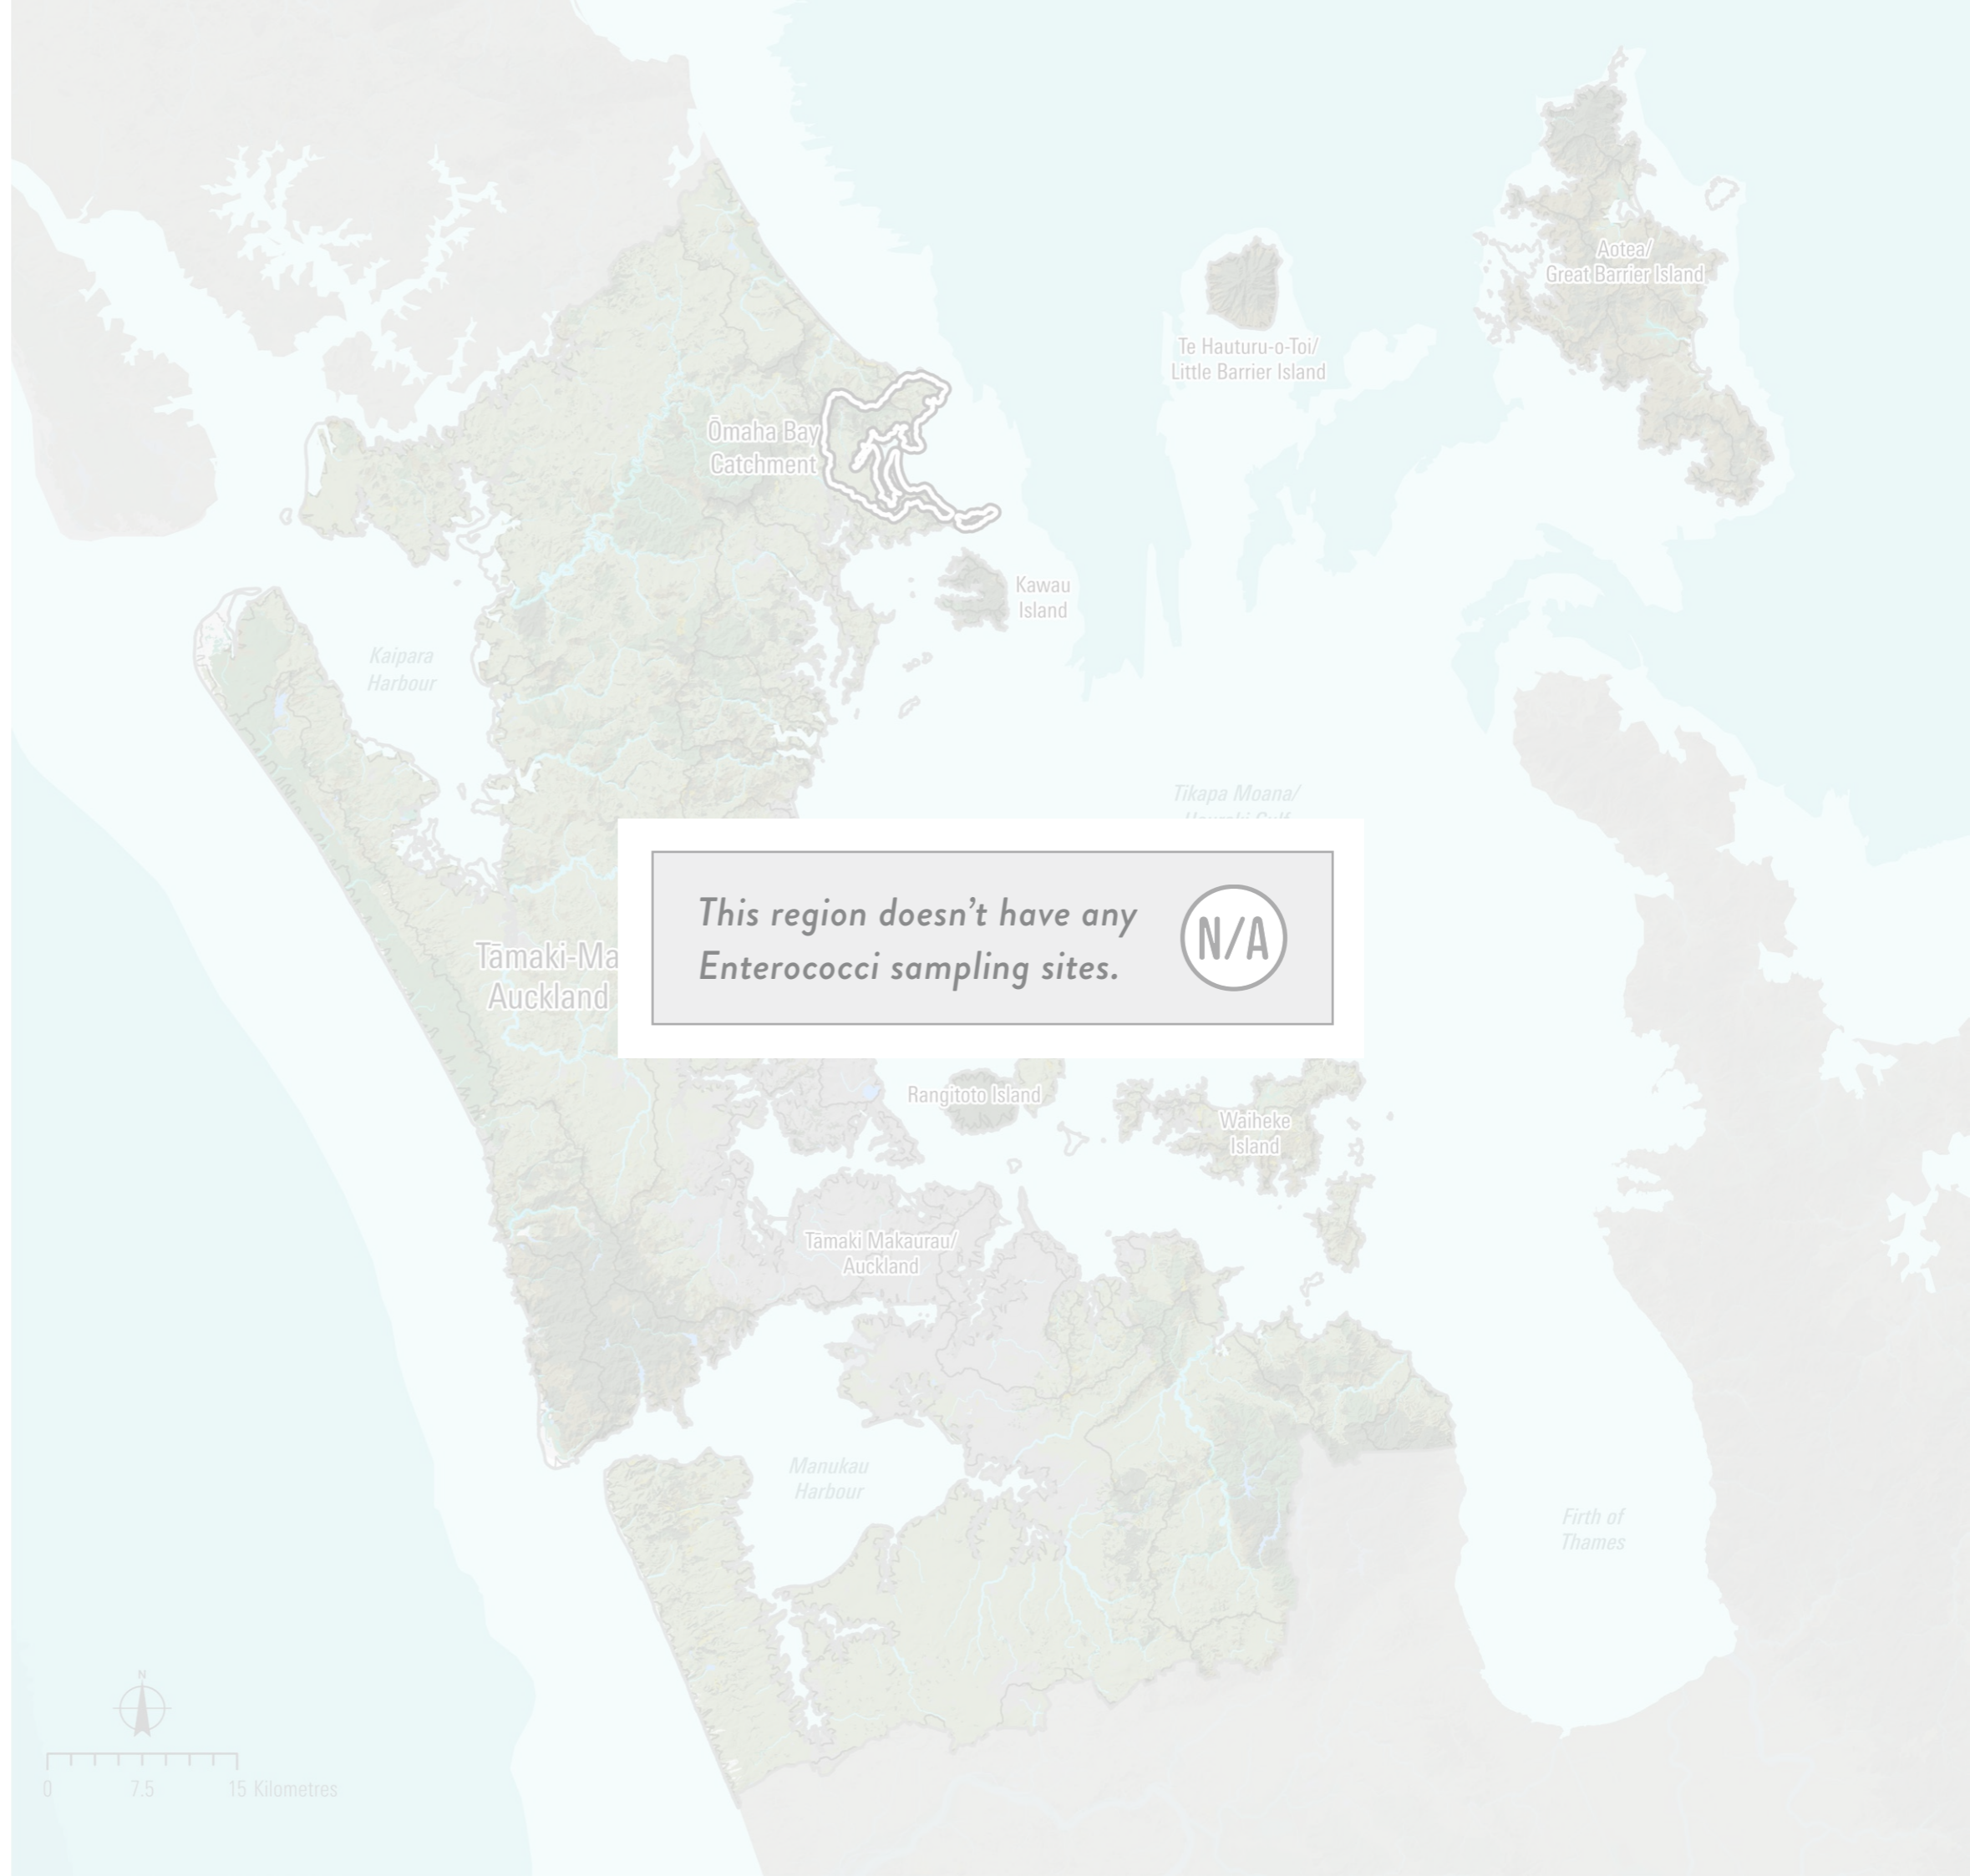 Aotea/
Great Barrier Island
Te Hauturu-o-Toi/
Little Barrier Island
Ōmaha Bay
Catchment
Kawau
Island
Kaipara
Harbour
Tīkapa Moana/
This region doesn’t have any
Enterococci sampling sites.
N/A
Tāmaki-Ma
Auckland
Rangitoto Island
Waiheke
Island
Tāmaki Makaurau/
Auckland
Manukau
Harbour
Firth of
Thames
N
0 7.5 15 Kilometres